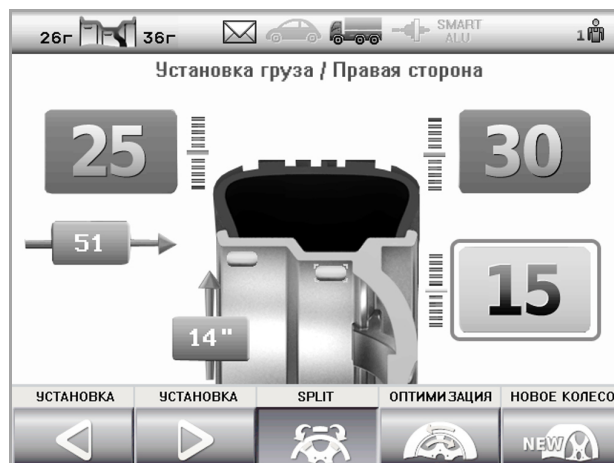 26г 36г SMART
ALU 1
Установка груза / Правая сторона
25 30
51
15
14"
УСТАНОВКА УСТАНОВКА SPLIT ОПТИМИЗАЦИЯ НОВОЕ КОЛЕСО
NEW